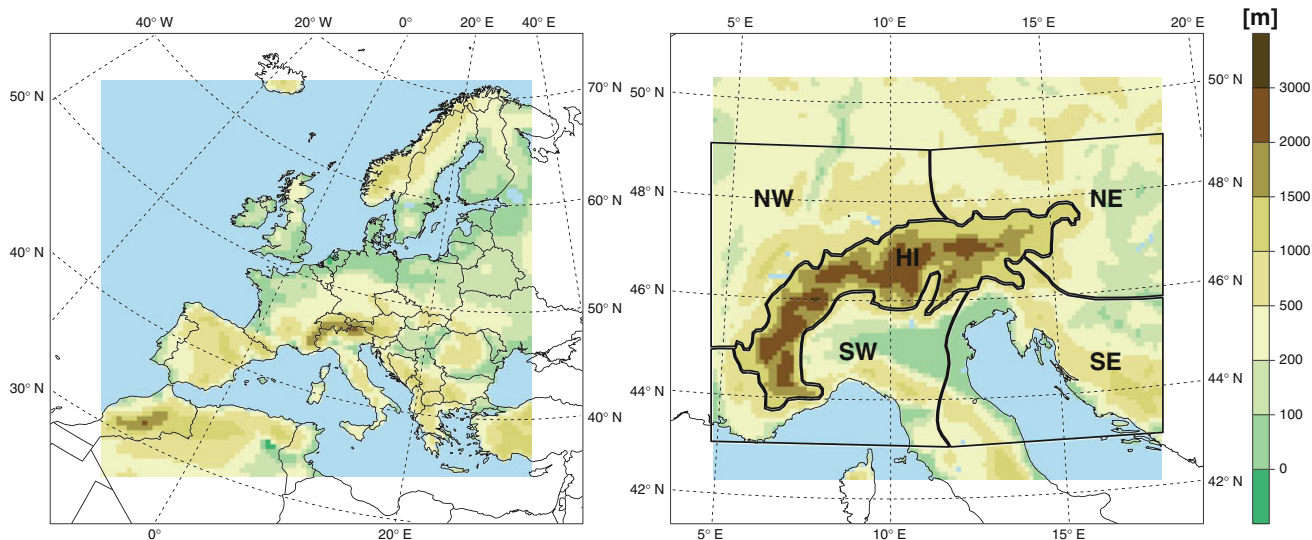 40° W 20° W 0° 20° E 40° E
50° N
40° N
30° N
70° N
60° N
50° N
40° N
0° 20° E
5° E 10° E 15° E 20° E
50° N
48° N
46° N
44° N
42° N
50° N
48° N
46° N
44° N
42° N
5° E 10° E 15° E
NW
NE
HI
SW
SE
[m]
3000
2000
1500
1000
500
200
100
0